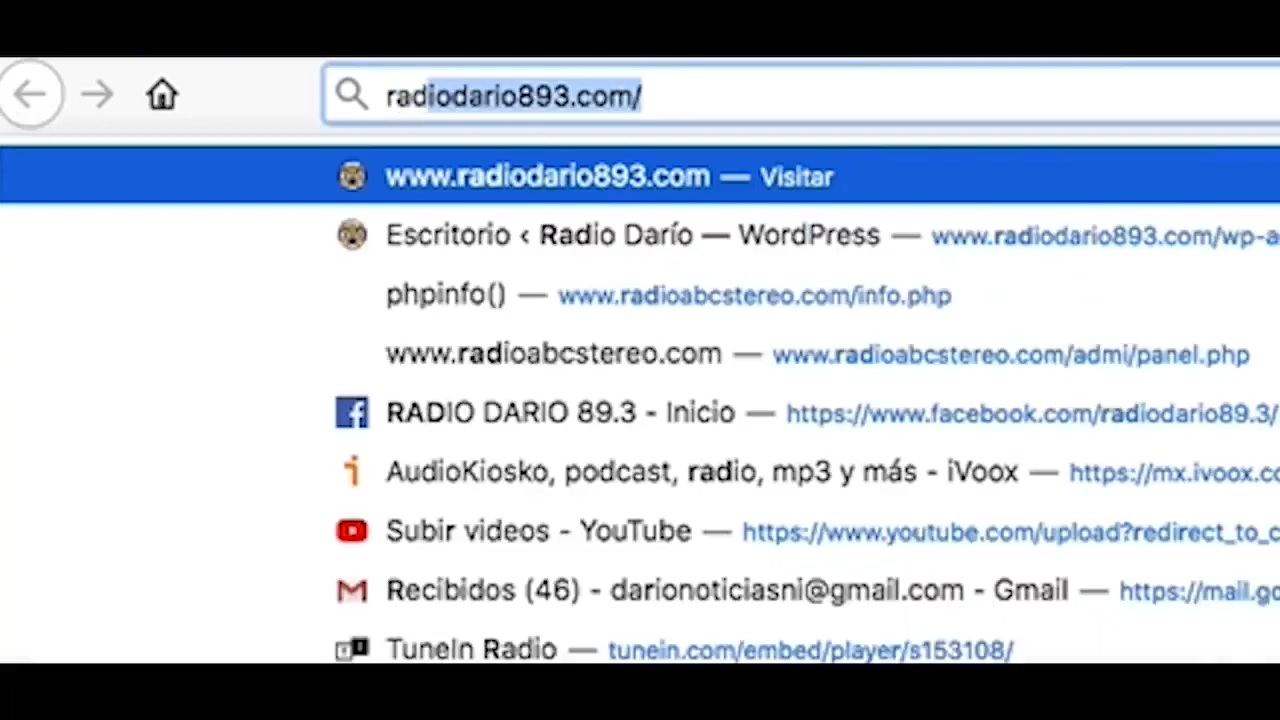 radiodario893.com/
www.radiodario893.com — Visitar
Escritorio ‹ Radio Darío — WordPress — www.radiodario893.com/wp-a
phpinfo() — www.radioabcstereo.com/info.php
www.radioabcstereo.com — www.radioabcstereo.com/admi/panel.php
RADIO DARIO 89.3 - Inicio — https://www.facebook.com/radiodario89.3/
AudioKiosko, podcast, radio, mp3 y más - iVoox — https://mx.ivoox.co
Subir videos - YouTube — https://www.youtube.com/upload?redirect_to_c
Recibidos (46) - darionoticiasni@gmail.com - Gmail — https://mail.go
TuneIn Radio — tunein.com/embed/player/s153108/